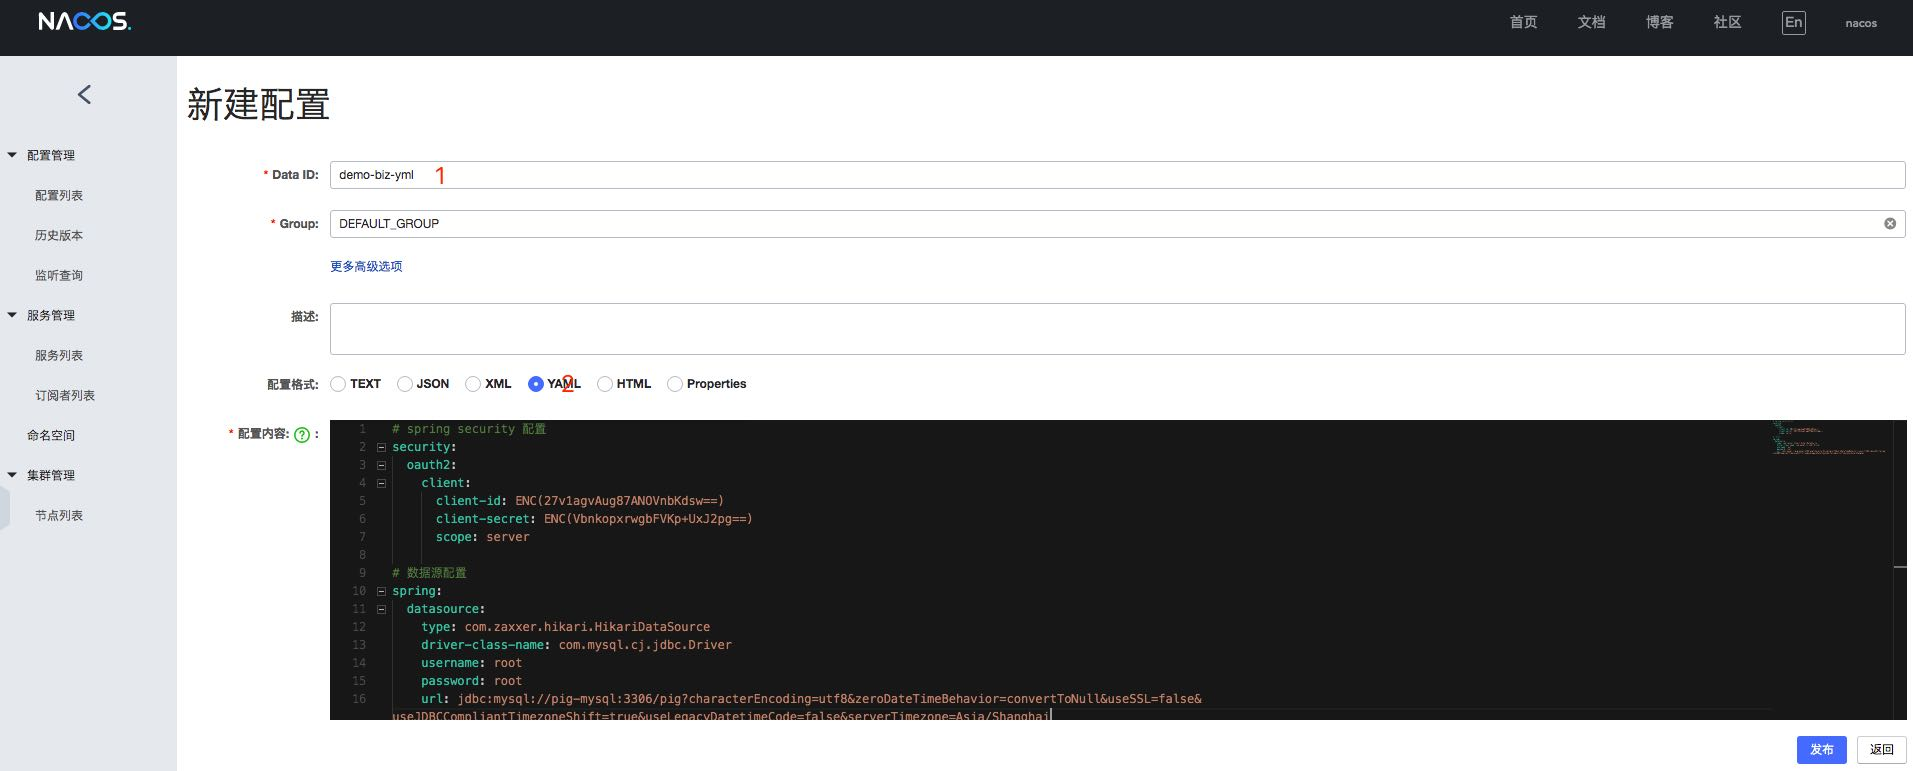 NACOS.
首页 文档 博客 社区 En nacos
新建配置
配置管理
配置列表
历史版本
监听查询
服务管理
服务列表
订阅者列表
命名空间
集群管理
节点列表
* Data ID: demo-biz-yml 1
* Group: DEFAULT_GROUP
更多高级选项
描述:
配置格式: TEXT JSON XML YAML 2 HTML Properties
* 配置内容: ? :
1 # spring security 配置
2 security:
3 oauth2:
4 client:
5 client-id: ENC(27v1agvAug87ANOVnbKdsw==)
6 client-secret: ENC(VbnkopxrwgbFVKp+UxJ2pg==)
7 scope: server
8
9 # 数据源配置
10 spring:
11 datasource:
12 type: com.zaxxer.hikari.HikariDataSource
13 driver-class-name: com.mysql.cj.jdbc.Driver
14 username: root
15 password: root
16 url: jdbc:mysql://pig-mysql:3306/pig?characterEncoding=utf8&zeroDateTimeBehavior=convertToNull&useSSL=false&
useJDBCCompliantTimezoneShift=true&useLegacyDatetimeCode=false&serverTimezone=Asia/Shanghai
发布 返回